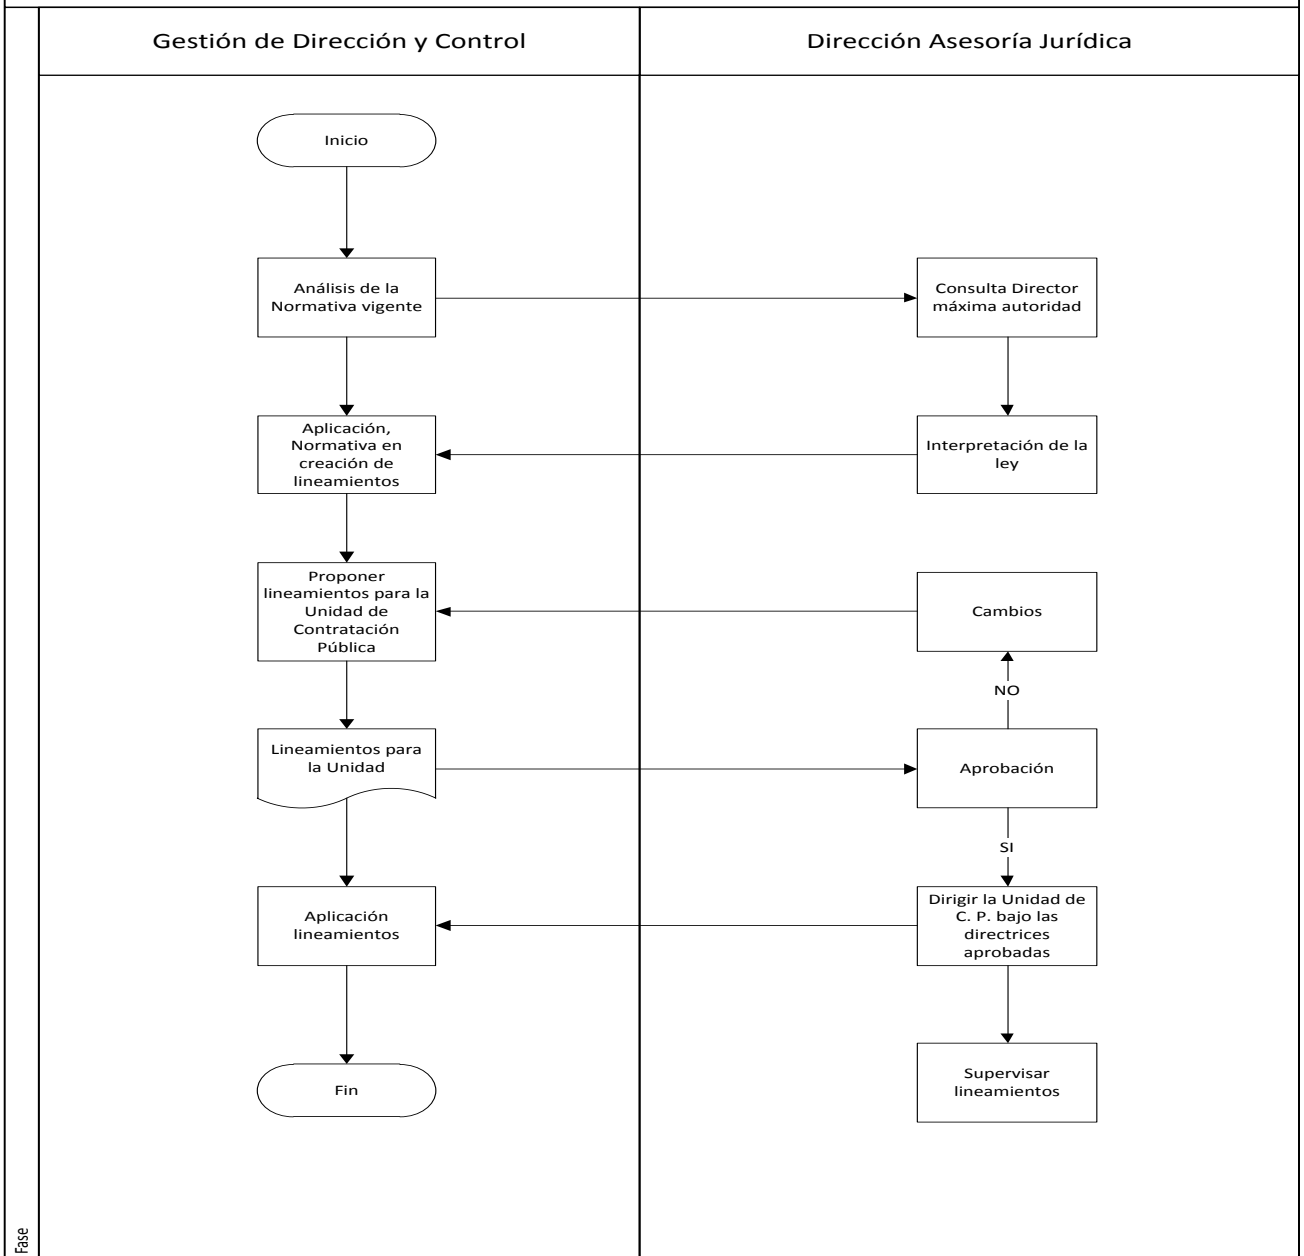 Gestión de Dirección y Control
Dirección Asesoría Jurídica
Inicio
Análisis de la
Normativa vigente
Consulta Director
máxima autoridad
Aplicación,
Normativa en
creación de
lineamientos
Interpretación de la
ley
Proponer
lineamientos para la
Unidad de
Contratación
Pública
Cambios
NO
Lineamientos para
la Unidad
Aprobación
SI
Aplicación
lineamientos
Dirigir la Unidad de
C. P. bajo las
directrices
aprobadas
Fin
Supervisar
lineamientos
Fase